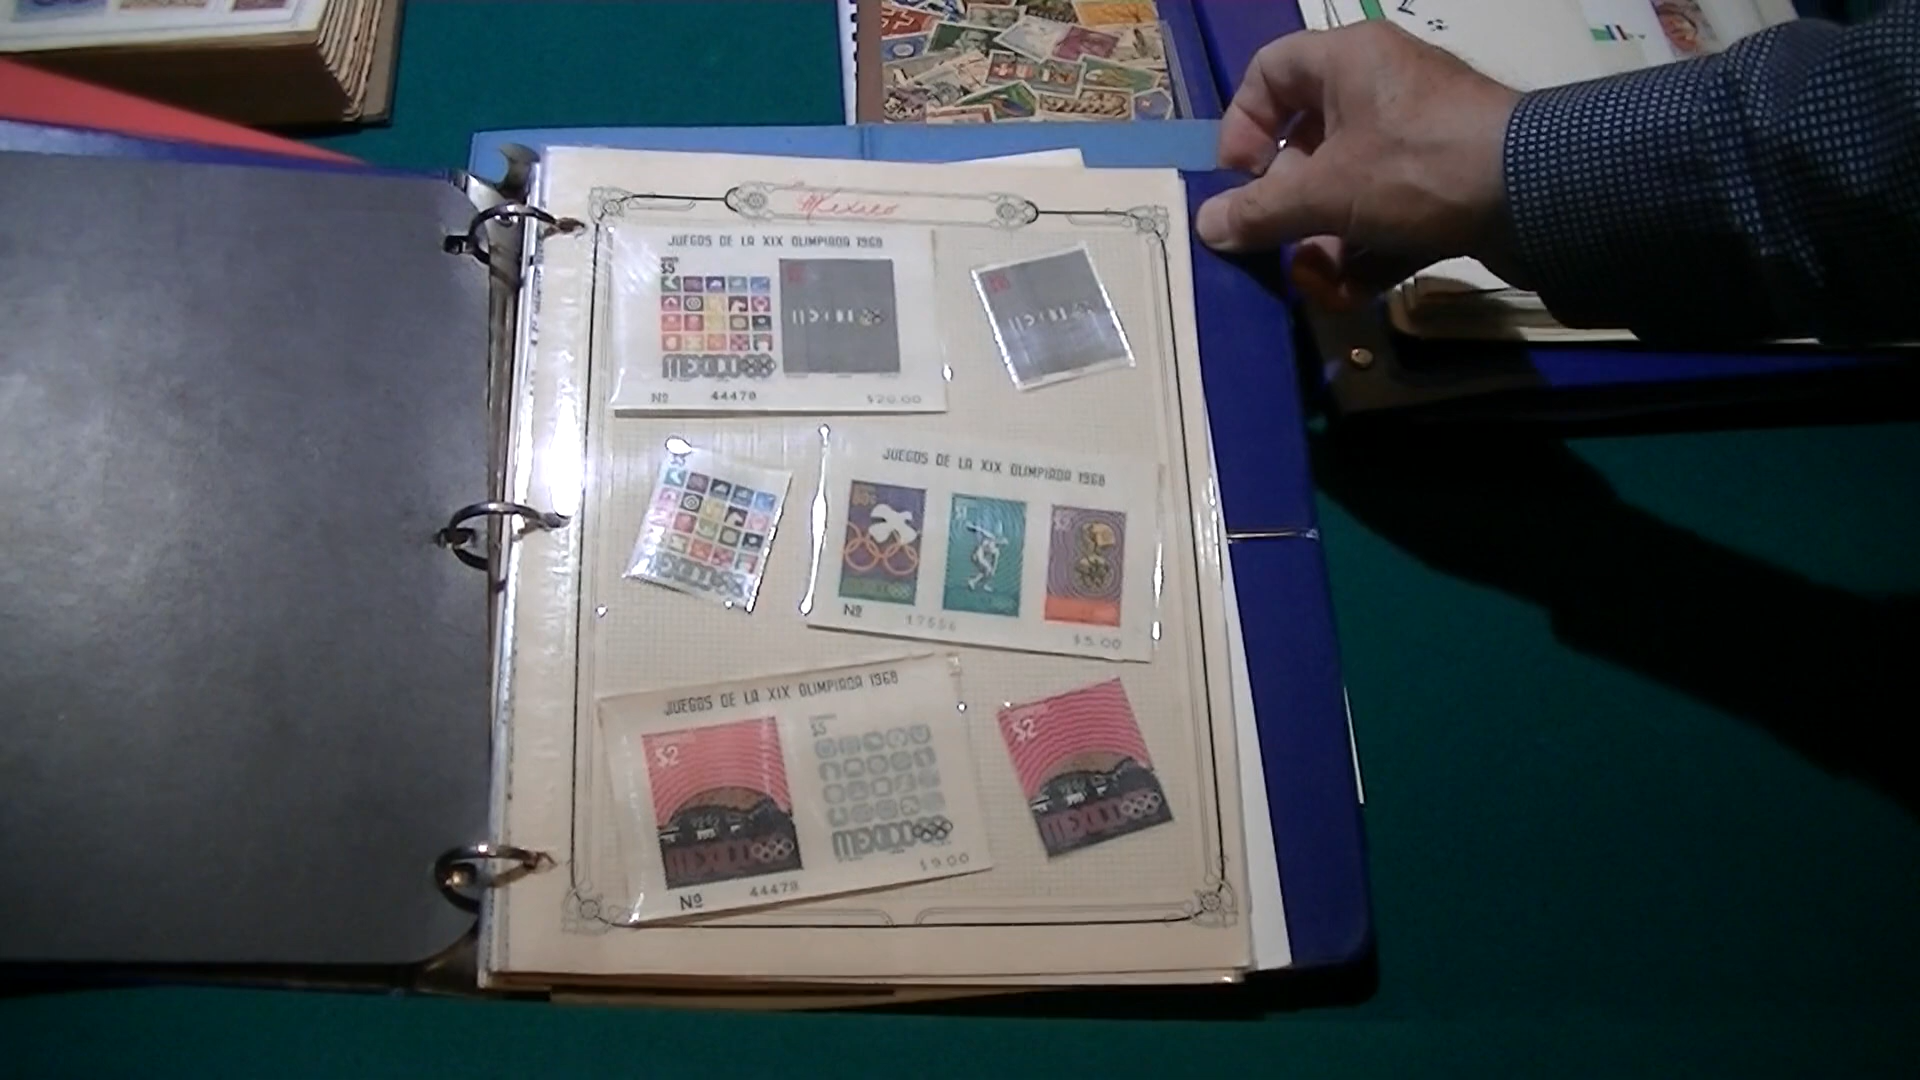 Mexico
JUEGOS DE LA XIX OLIMPIADA 1968
$5
MEXICO
Nº 44479 $20.00
JUEGOS DE LA XIX OLIMPIADA 1968
$1
Nº 17556 $5.00
JUEGOS DE LA XIX OLIMPIADA 1968
$2
$5
MEXICO
Nº 44479 $9.00
$2